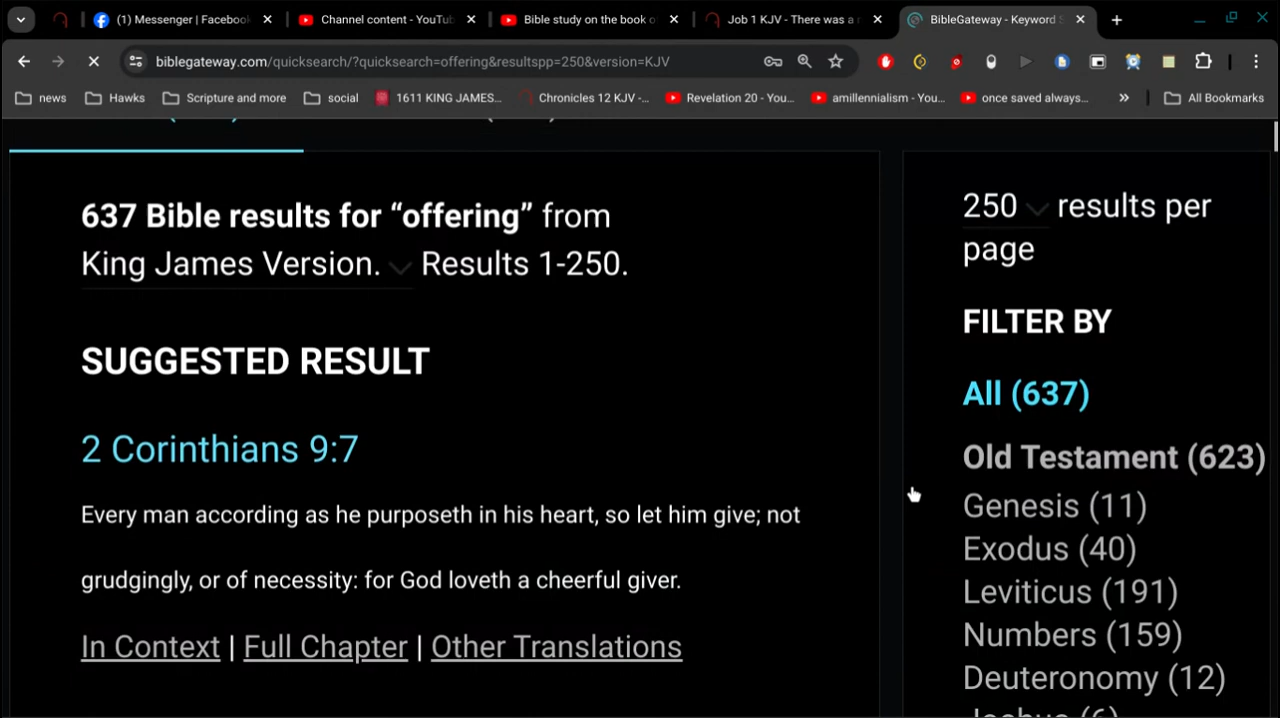 (1) Messenger | Facebook
Channel content - YouTu
Bible study on the book o
Job 1 KJV - There was a
BibleGateway - Keyword S
biblegateway.com/quicksearch/?quicksearch=offering&resultspp=250&version=KJV
news
Hawks
Scripture and more
social
1611 KING JAMES...
Chronicles 12 KJV -...
Revelation 20 - You...
amillennialism - You...
once saved always...
»
All Bookmarks
637 Bible results for “offering” from
King James Version. Results 1-250.
SUGGESTED RESULT
2 Corinthians 9:7
Every man according as he purposeth in his heart, so let him give; not
grudgingly, or of necessity: for God loveth a cheerful giver.
In Context | Full Chapter | Other Translations
250 results per
page
FILTER BY
All (637)
Old Testament (623)
Genesis (11)
Exodus (40)
Leviticus (191)
Numbers (159)
Deuteronomy (12)
Joshua (6)